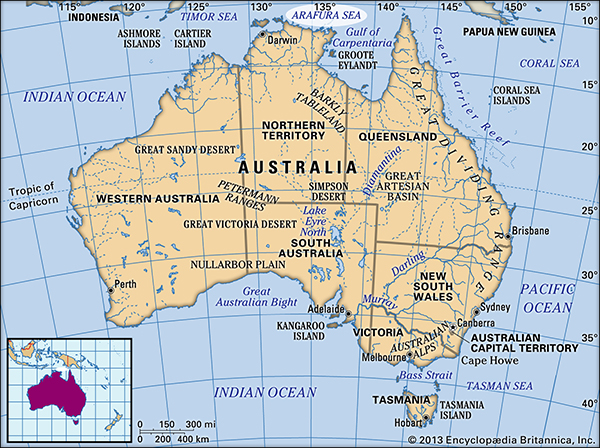 110° 115° 120° 125° 130° 135° 140° 145° 150° 155° 160°
INDONESIA
TIMOR SEA
ARAFURA SEA
PAPUA NEW GUINEA
10°
ASHMORE
ISLANDS
CARTIER
ISLAND
Darwin
Gulf of
Carpentaria
GROOTE
EYLANDT
Great Barrier Reef
CORAL SEA
CORAL SEA
ISLANDS
INDIAN OCEAN
15°
BARKLY
TABLELAND
NORTHERN
TERRITORY
QUEENSLAND
GREAT DIVIDING RANGE
GREAT SANDY DESERT
20°
AUSTRALIA
Diamantina
GREAT
ARTESIAN
BASIN
Tropic of
Capricorn
WESTERN AUSTRALIA
PETERMANN
RANGES
SIMPSON
DESERT
Lake
Eyre
North
GREAT VICTORIA DESERT
SOUTH
AUSTRALIA
Brisbane
25°
NULLARBOR PLAIN
Darling
NEW
SOUTH
WALES
PACIFIC
OCEAN
30°
Perth
Great
Australian Bight
Adelaide
Murray
Sydney
KANGAROO
ISLAND
Canberra
VICTORIA
AUSTRALIAN
ALPS
AUSTRALIAN
CAPITAL TERRITORY
Melbourne
Cape Howe
35°
Bass Strait
TASMAN SEA
INDIAN OCEAN
TASMANIA
TASMANIA
ISLAND
Hobart
40°
0 150 300 mi
0 200 400 km
© 2013 Encyclopædia Britannica, Inc.